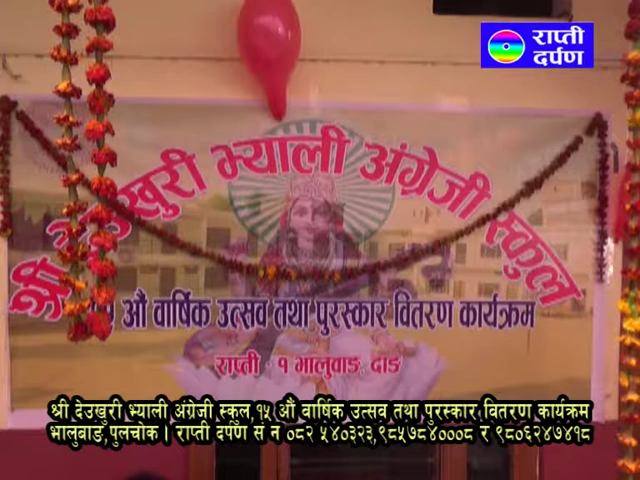 राप्ती
दर्पण
श्री देउखुरी भ्याली अंग्रेजी स्कुल
औं वार्षिक उत्सव तथा पुरस्कार वितरण कार्यक्रम
राप्ती - १ भालुवाङ, दाङ
श्री देउखुरी भ्याली अंग्रेजी स्कुल,१५ औं वार्षिक उत्सव तथा पुरस्कार वितरण कार्यक्रम
भालुबाङ,पुलचोक । राप्ती दर्पण सं न ०८२ ५४०३२३,९८५७८४०००८ र ९८०६२४७४१८